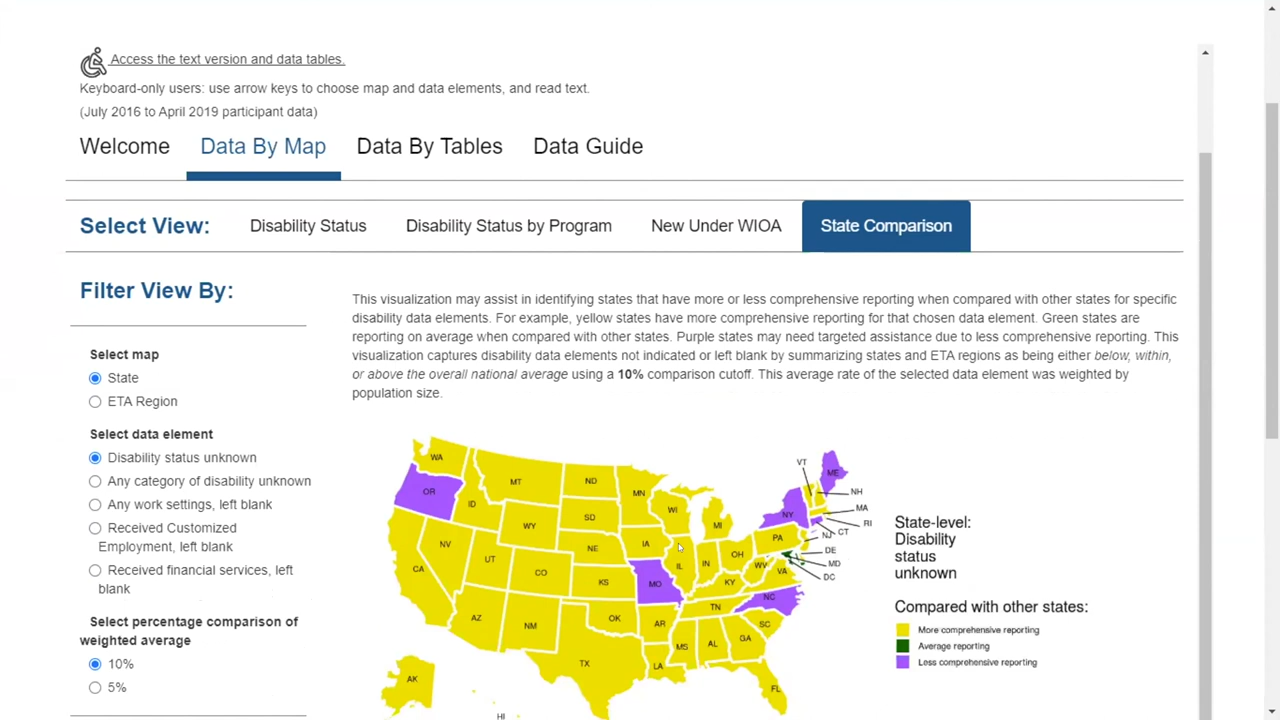 Access the text version and data tables.
Keyboard-only users: use arrow keys to choose map and data elements, and read text.
(July 2016 to April 2019 participant data)
Welcome Data By Map Data By Tables Data Guide
Select View: Disability Status Disability Status by Program New Under WIOA State Comparison
Filter View By:
Select map
State
ETA Region
Select data element
Disability status unknown
Any category of disability unknown
Any work settings, left blank
Received Customized
Employment, left blank
Received financial services, left
blank
Select percentage comparison of
weighted average
10%
5%
This visualization may assist in identifying states that have more or less comprehensive reporting when compared with other states for specific
disability data elements. For example, yellow states have more comprehensive reporting for that chosen data element. Green states are
reporting on average when compared with other states. Purple states may need targeted assistance due to less comprehensive reporting. This
visualization captures disability data elements not indicated or left blank by summarizing states and ETA regions as being either below, within,
or above the overall national average using a 10% comparison cutoff. This average rate of the selected data element was weighted by
population size.
WA
OR
ID
MT
ND
MN
WI
MI
SD
WY
NE
IA
NV
UT
CO
CA
KS
MO
IL
IN
OH
PA
NY
VT
ME
NH
MA
RI
CT
NJ
DE
MD
DC
WV
VA
KY
NC
TN
SC
AZ
NM
OK
AR
TX
LA
MS
AL
GA
FL
AK
HI
State-level:
Disability
status
unknown
Compared with other states:
More comprehensive reporting
Average reporting
Less comprehensive reporting